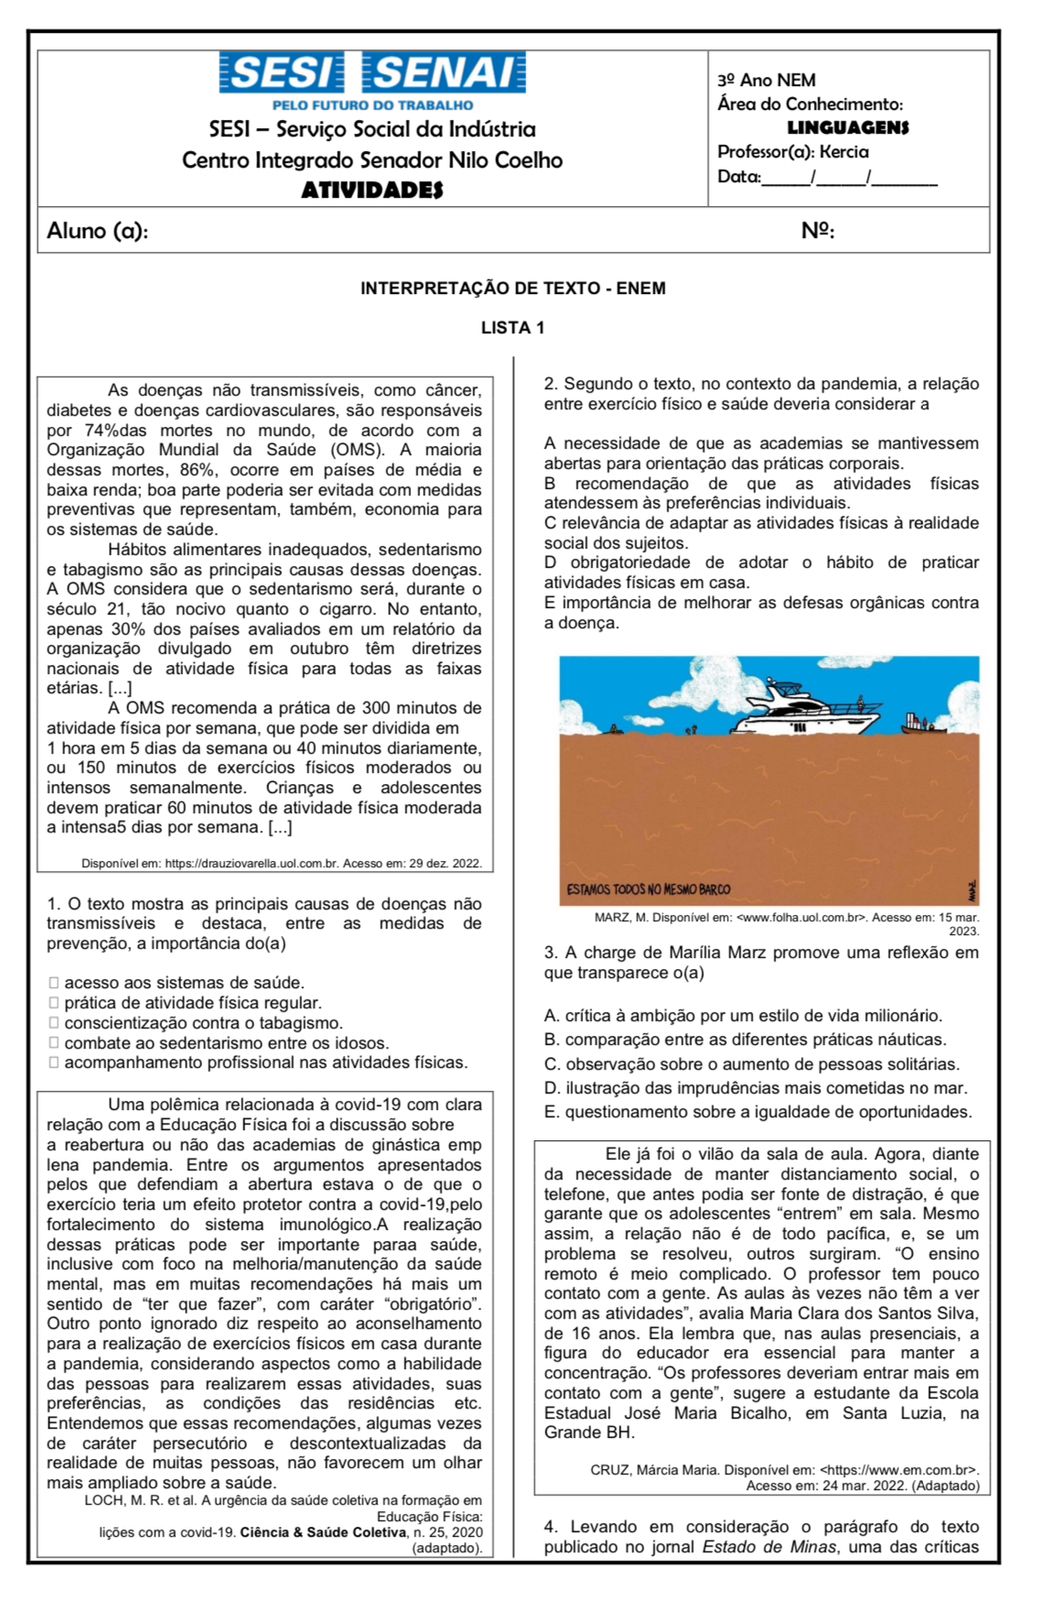 SESI SENAI
PELO FUTURO DO TRABALHO
SESI – Serviço Social da Indústria
Centro Integrado Senador Nilo Coelho
ATIVIDADES
3º Ano NEM
Área do Conhecimento:
LINGUAGENS
Professor(a): Kercia
Data:______/______/________
Aluno (a): Nº:
INTERPRETAÇÃO DE TEXTO - ENEM
LISTA 1
As doenças não transmissíveis, como câncer,
diabetes e doenças cardiovasculares, são responsáveis
por 74%das mortes no mundo, de acordo com a
Organização Mundial da Saúde (OMS). A maioria
dessas mortes, 86%, ocorre em países de média e
baixa renda; boa parte poderia ser evitada com medidas
preventivas que representam, também, economia para
os sistemas de saúde.
Hábitos alimentares inadequados, sedentarismo
e tabagismo são as principais causas dessas doenças.
A OMS considera que o sedentarismo será, durante o
século 21, tão nocivo quanto o cigarro. No entanto,
apenas 30% dos países avaliados em um relatório da
organização divulgado em outubro têm diretrizes
nacionais de atividade física para todas as faixas
etárias. [...]
A OMS recomenda a prática de 300 minutos de
atividade física por semana, que pode ser dividida em
1 hora em 5 dias da semana ou 40 minutos diariamente,
ou 150 minutos de exercícios físicos moderados ou
intensos semanalmente. Crianças e adolescentes
devem praticar 60 minutos de atividade física moderada
a intensa5 dias por semana. [...]
Disponível em: https://drauziovarella.uol.com.br. Acesso em: 29 dez. 2022.
1. O texto mostra as principais causas de doenças não
transmissíveis e destaca, entre as medidas de
prevenção, a importância do(a)
□ acesso aos sistemas de saúde.
□ prática de atividade física regular.
□ conscientização contra o tabagismo.
□ combate ao sedentarismo entre os idosos.
□ acompanhamento profissional nas atividades físicas.
Uma polêmica relacionada à covid-19 com clara
relação com a Educação Física foi a discussão sobre
a reabertura ou não das academias de ginástica emp
lena pandemia. Entre os argumentos apresentados
pelos que defendiam a abertura estava o de que o
exercício teria um efeito protetor contra a covid-19,pelo
fortalecimento do sistema imunológico.A realização
dessas práticas pode ser importante paraa saúde,
inclusive com foco na melhoria/manutenção da saúde
mental, mas em muitas recomendações há mais um
sentido de “ter que fazer”, com caráter “obrigatório”.
Outro ponto ignorado diz respeito ao aconselhamento
para a realização de exercícios físicos em casa durante
a pandemia, considerando aspectos como a habilidade
das pessoas para realizarem essas atividades, suas
preferências, as condições das residências etc.
Entendemos que essas recomendações, algumas vezes
de caráter persecutório e descontextualizadas da
realidade de muitas pessoas, não favorecem um olhar
mais ampliado sobre a saúde.
LOCH, M. R. et al. A urgência da saúde coletiva na formação em
Educação Física:
lições com a covid-19. Ciência & Saúde Coletiva, n. 25, 2020
(adaptado).
2. Segundo o texto, no contexto da pandemia, a relação
entre exercício físico e saúde deveria considerar a
A necessidade de que as academias se mantivessem
abertas para orientação das práticas corporais.
B recomendação de que as atividades físicas
atendessem às preferências individuais.
C relevância de adaptar as atividades físicas à realidade
social dos sujeitos.
D obrigatoriedade de adotar o hábito de praticar
atividades físicas em casa.
E importância de melhorar as defesas orgânicas contra
a doença.
ESTAMOS TODOS NO MESMO BARCO
MARZ
MARZ, M. Disponível em: <www.folha.uol.com.br>. Acesso em: 15 mar.
2023.
3. A charge de Marília Marz promove uma reflexão em
que transparece o(a)
A. crítica à ambição por um estilo de vida milionário.
B. comparação entre as diferentes práticas náuticas.
C. observação sobre o aumento de pessoas solitárias.
D. ilustração das imprudências mais cometidas no mar.
E. questionamento sobre a igualdade de oportunidades.
Ele já foi o vilão da sala de aula. Agora, diante
da necessidade de manter distanciamento social, o
telefone, que antes podia ser fonte de distração, é que
garante que os adolescentes “entrem” em sala. Mesmo
assim, a relação não é de todo pacífica, e, se um
problema se resolveu, outros surgiram. “O ensino
remoto é meio complicado. O professor tem pouco
contato com a gente. As aulas às vezes não têm a ver
com as atividades”, avalia Maria Clara dos Santos Silva,
de 16 anos. Ela lembra que, nas aulas presenciais, a
figura do educador era essencial para manter a
concentração. “Os professores deveriam entrar mais em
contato com a gente”, sugere a estudante da Escola
Estadual José Maria Bicalho, em Santa Luzia, na
Grande BH.
CRUZ, Márcia Maria. Disponível em: <https://www.em.com.br>.
Acesso em: 24 mar. 2022. (Adaptado)
4. Levando em consideração o parágrafo do texto
publicado no jornal Estado de Minas, uma das críticas